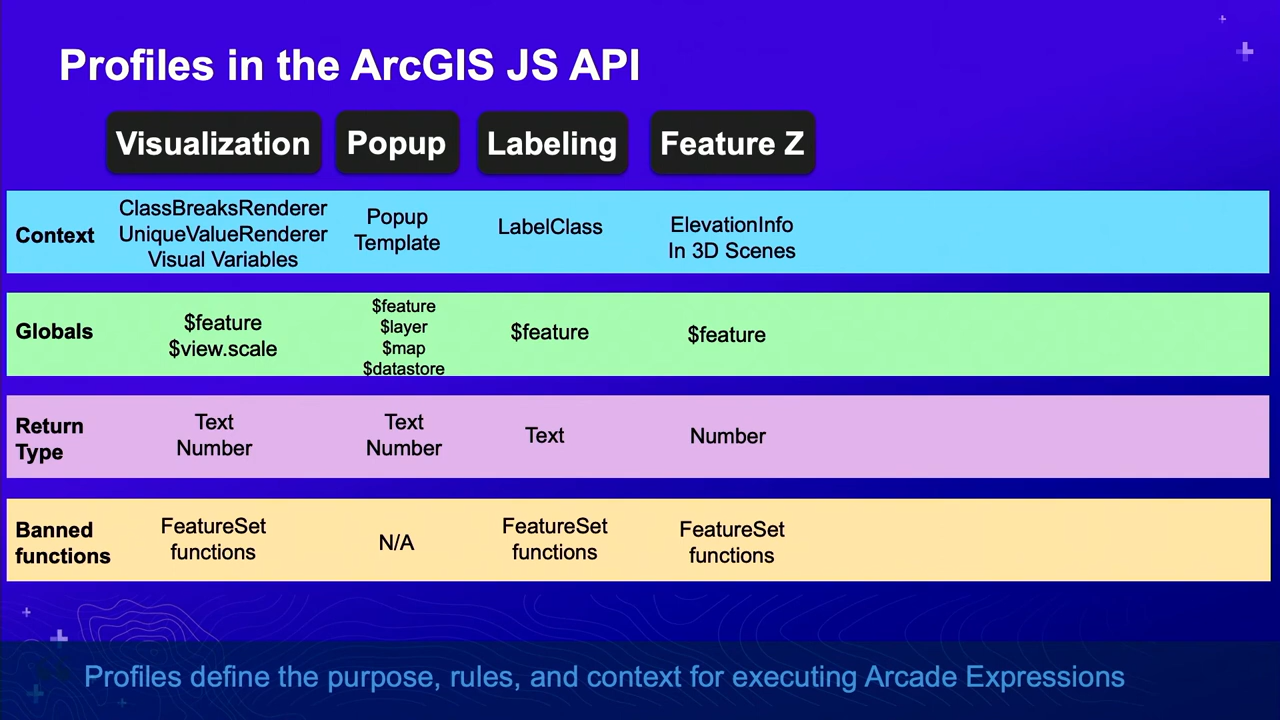 Profiles in the ArcGIS JS API
Visualization Popup Labeling Feature Z
Context
ClassBreaksRenderer
UniqueValueRenderer
Visual Variables
Popup
Template
LabelClass
ElevationInfo
In 3D Scenes
Globals
$feature
$view.scale
$feature
$layer
$map
$datastore
$feature
$feature
Return
Type
Text
Number
Text
Number
Text
Number
Banned
functions
FeatureSet
functions
N/A
FeatureSet
functions
FeatureSet
functions
Profiles define the purpose, rules, and context for executing Arcade Expressions